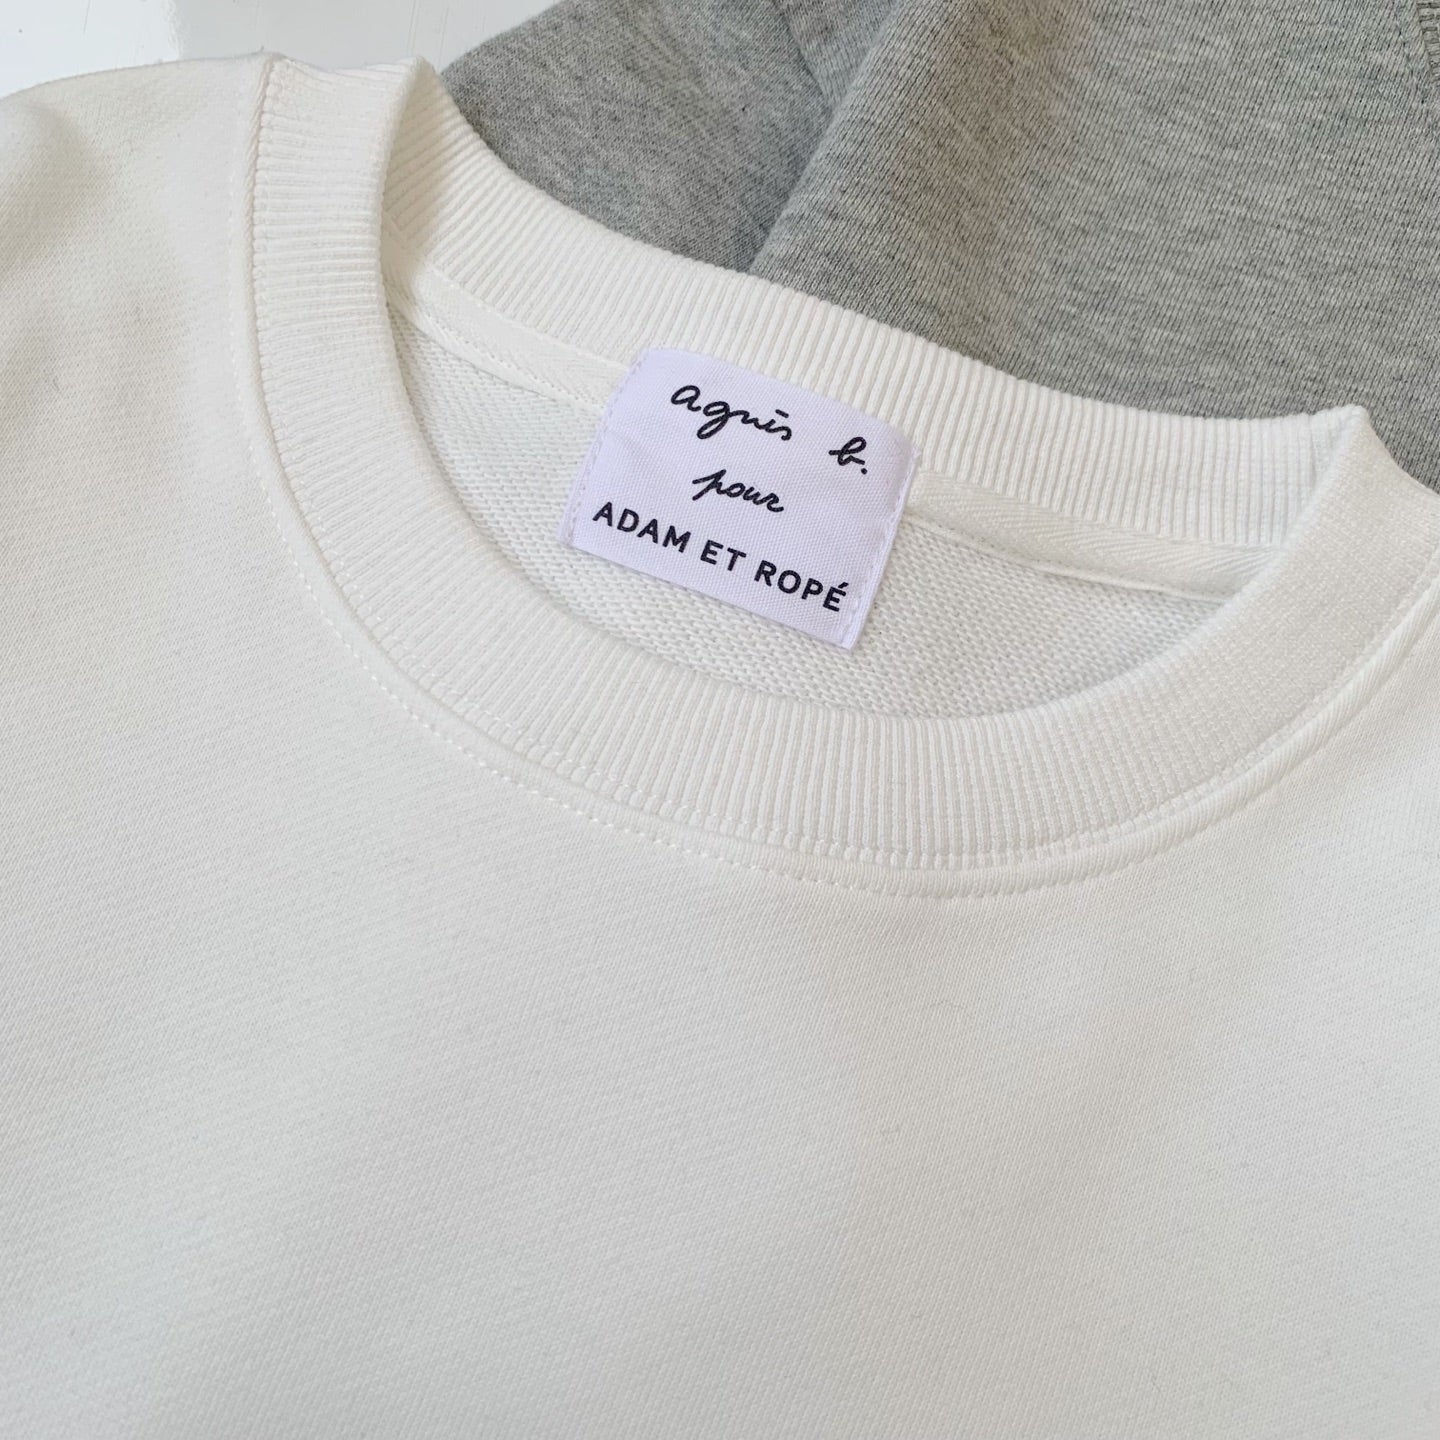 agnès b.
pour
ADAM ET ROPÉ